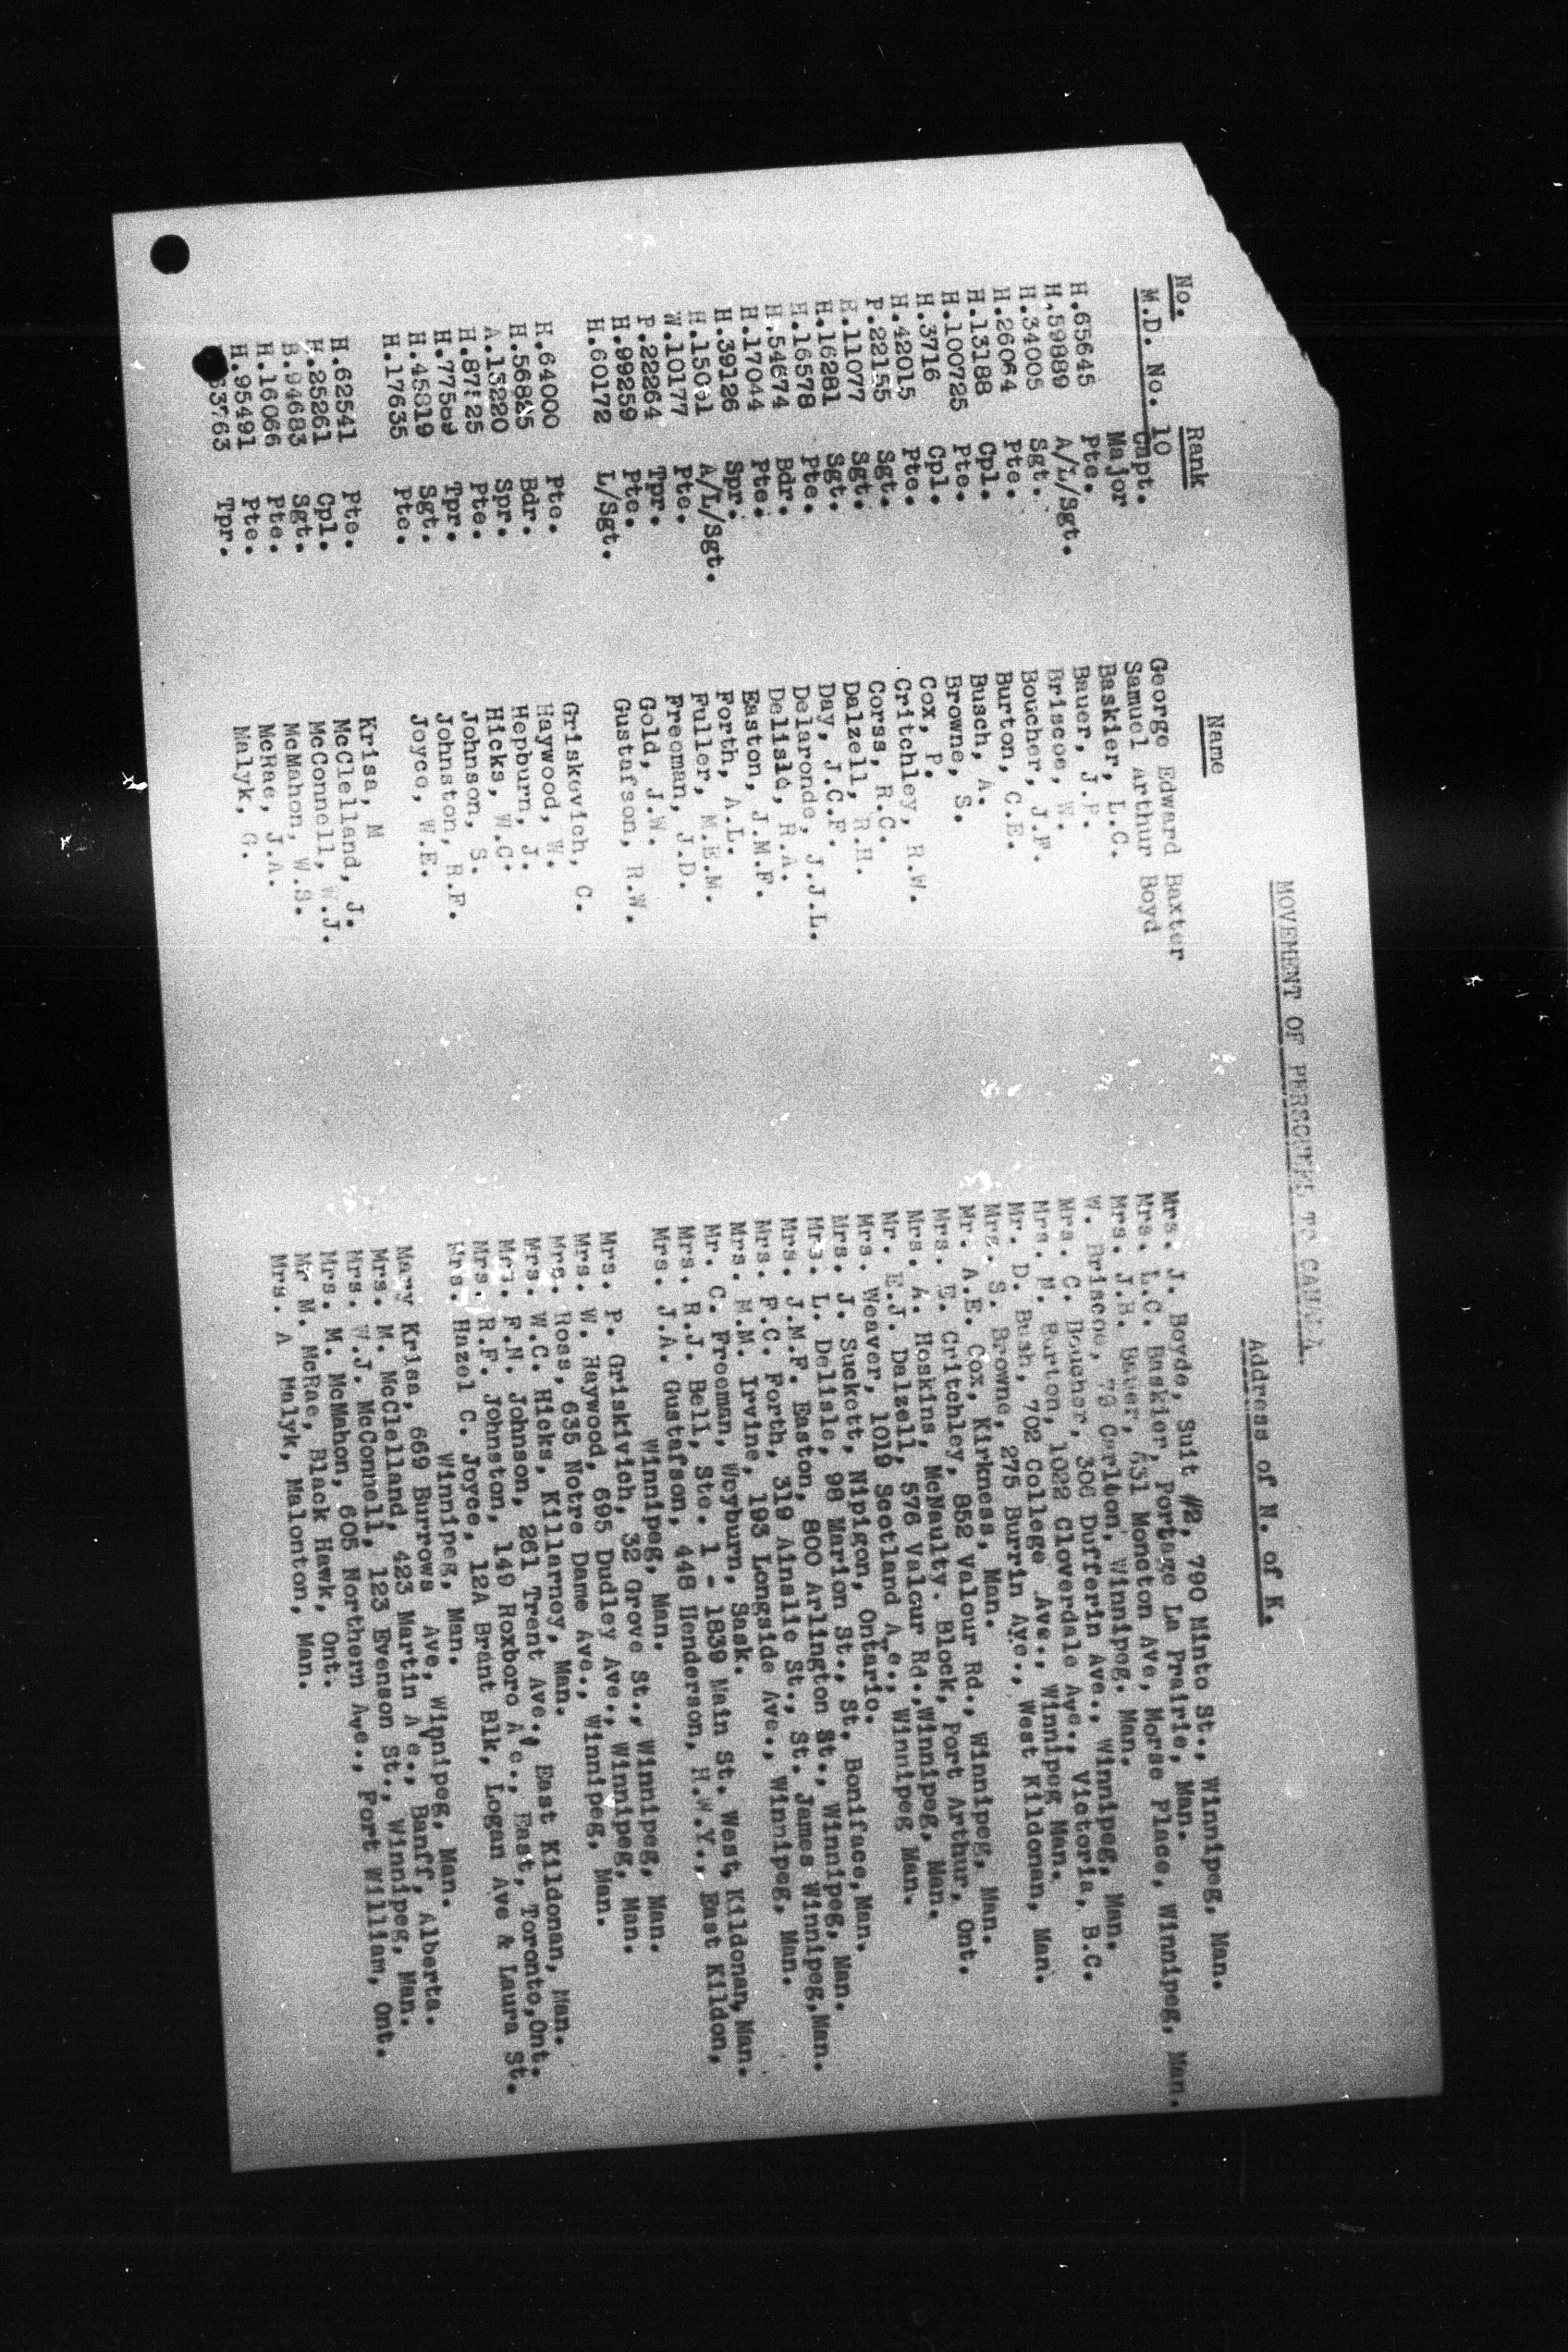 MOVEMENT OF PERSONNEL TO CANADA.
No. Rank Name Address of N. of K.
M.D. No. 10
Capt. George Edward Baxter
Major Samuel Arthur Boyd Mrs. J. Boyde, Suit #2, 790 Minto St., Winnipeg, Man.
H.65645 Pte. Baskier, L.C. Mrs. L.C. Baskier, Portage La Prairie, Man.
H.59889 A/L/Sgt. Bauer, J.P. Mrs. J.B. Bauer, 431 Moncton Ave, Morse Place, Winnipeg, Man.
H.34005 Sgt. Briscoe, W. W. Briscoe, Carlton, Winnipeg. Man.
H.26064 Pte. Boucher, J.F. Mrs. C. Boucher, 306 Dufferin Ave., Winnipeg, Man.
H.13188 Cpl. Burton, C.E. Mrs. N. Burton, 1022 Cloverdale Ave., Victoria, B.C.
H.100725 Pte. Busch, A. Mr. D. Bush, 702 College Ave., Winnipeg Man.
H.3716 Cpl. Browne, S. Mrs. S. Browne, 275 Burrin Ave., West Kildonan, Man.
H.42015 Pte. Cox, P. Mr. A.E. Cox, Kirkness, Man.
P.22155 Sgt. Critchley, R.W. Mrs. E. Critchley, 852 Valour Rd., Winnipeg, Man.
H.11077 Sgt. Corss, R.C. Mrs. A. Hoskins, McNaulty. Block, Port Arthur, Ont.
H.16281 Sgt. Dalzell, R.H. Mr. E.J. Dalzell, 576 Valour Rd.,Winnipeg, Man.
H.16578 Pte. Day, J.C.F. Mrs. Weaver, 1019 Scotland A e., Winnipeg Man.
H.54674 Bdr. Delaronde, J.J.L. Mrs. J. Suckett, Nipigon, Ontario.
H.17044 Pte. Delisle, R.A. Mrs. L. Delisle, 98 Marion St., St. Boniface,Man.
H.39126 Spr. Easton, J.M.F. Mrs. J.M.F. Easton, 800 Arlington St., Winnipeg, Man.
A/L/Sgt. Forth, A.L. Mrs. F.C. Forth, 319 Ainslie St., St. James Winnipeg,Man.
W.10177 Pte. Fuller, M.E.M. Mrs. M.M. Irvine, 193 Longside Ave., Winnipeg, Man.
P.22264 Tpr. Freeman, J.D. Mr. C. Freeman, Weyburn, Sask.
H.99259 Pte. Gold, J.W. Mrs. R.J. Bell, Ste. 1 - 1839 Main St. West, Kildonan, Man.
H.60172 L/Sgt. Gustafson, R.W. Mrs. J.A. Gustafson, 448 Henderson, H.W.Y., East Kildon,
Winnipeg, Man.
H.64000 Pte. Griskovich, C. Mrs. P. Griskivich, 32 Grove St., Winnipeg, Man.
H.56845 Bdr. Haywood, W. Mrs. W. Haywood, 695 Dudley Ave., Winnipeg, Man.
A.13220 Spr. Hepburn, J. Mrs. Ross, 635 Notre Dame Ave., Winnipeg, Man.
Pte. Hicks, W.C. Mrs. W.C. Hicks, Killarney, Man.
Tpr. Johnson, S. Mrs. F.N. Johnson, 261 Trent Ave., East Kildonan, Man.
H.45819 Sgt. Johnston, R.F. Mrs. R.F. Johnston, 149 Roxboro A e., East, Toronto,Ont.
H.17635 Pte. Joyce, W.E. Mrs. Hazel C. Joyce, 12A Brant Blk, Logan Ave & Laura St.
Winnipeg, Man.
H.62541 Pte. Krisa, M Mary Krisa, 669 Burrows Ave, Winnipeg, Man.
H.25261 Cpl. McClelland, J. Mrs. M. McClelland, 423 Martin A e., Banff, Alberta.
B.94683 Sgt. McConnell, W.J. Mrs. W.J. McConnell, 123 Evenson St., Winnipeg, Man.
H.16066 Pte. McMahon, W.S. Mrs. M. McMahon, 605 Northern Ave., Fort William, Ont.
H.95491 Pte. McRae, J.A. Mr M. McRae, Black Hawk, Ont.
63763 Tpr. Malyk, G. Mrs. A Malyk, Malonton, Man.